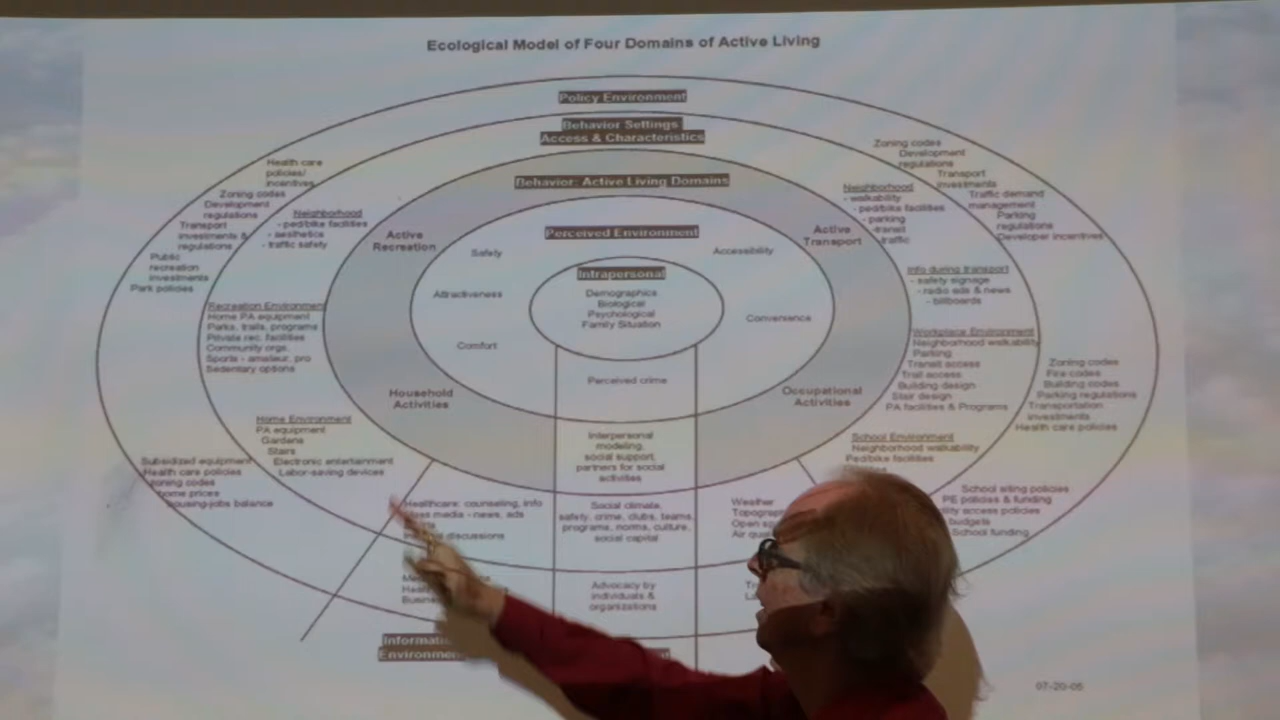 Ecological Model of Four Domains of Active Living
Policy Environment
Behavior Settings
Access & Characteristics
Behavior: Active Living Domains
Perceived Environment
Intrapersonal
Demographics
Biological
Psychological
Family Situation
Safety
Accessibility
Attractiveness
Convenience
Comfort
Perceived crime
Active
Recreation
Active
Transport
Household
Activities
Occupational
Activities
Health care
policies/
incentives
Zoning codes
Development
regulations
Transport
investments &
regulations
Public
recreation
investments
Park policies
Neighborhood
- ped/bike facilities
- aesthetics
- traffic safety
Recreation Environment
Home PA equipment
Parks, trails, programs
Private rec. facilities
Community orgs.
Sports - amateur, pro
Sedentary options
Home Environment
PA equipment
Gardens
Stairs
Electronic entertainment
Labor-saving devices
Subsidized equipment
Health care policies
zoning codes
home prices
housing-jobs balance
Zoning codes
Development
regulations
Transport
investments
Traffic demand
management
Parking
regulations
Developer incentives
Neighborhood
- walkability
- ped/bike facilities
- parking
- transit
- traffic
Info during transport
- safety signage
- radio ads & news
- billboards
Workplace Environment
Neighborhood walkability
Parking
Transit access
Trail access
Building design
Stair design
PA facilities & Programs
Zoning codes
Fire codes
Building codes
Parking regulations
Transportation
investments
Health care policies
School Environment
Neighborhood walkability
Ped/bike facilities
School siting policies
PE policies & funding
access policies
budgets
School funding
Interpersonal
modeling,
social support,
partners for social
activities
Healthcare: counseling, info
media - news, ads
discussions
Social climate,
safety, crime, clubs, teams,
programs, norms, culture,
social capital
Weather
Open
Air
Advocacy by
individuals &
organizations
07-20-05